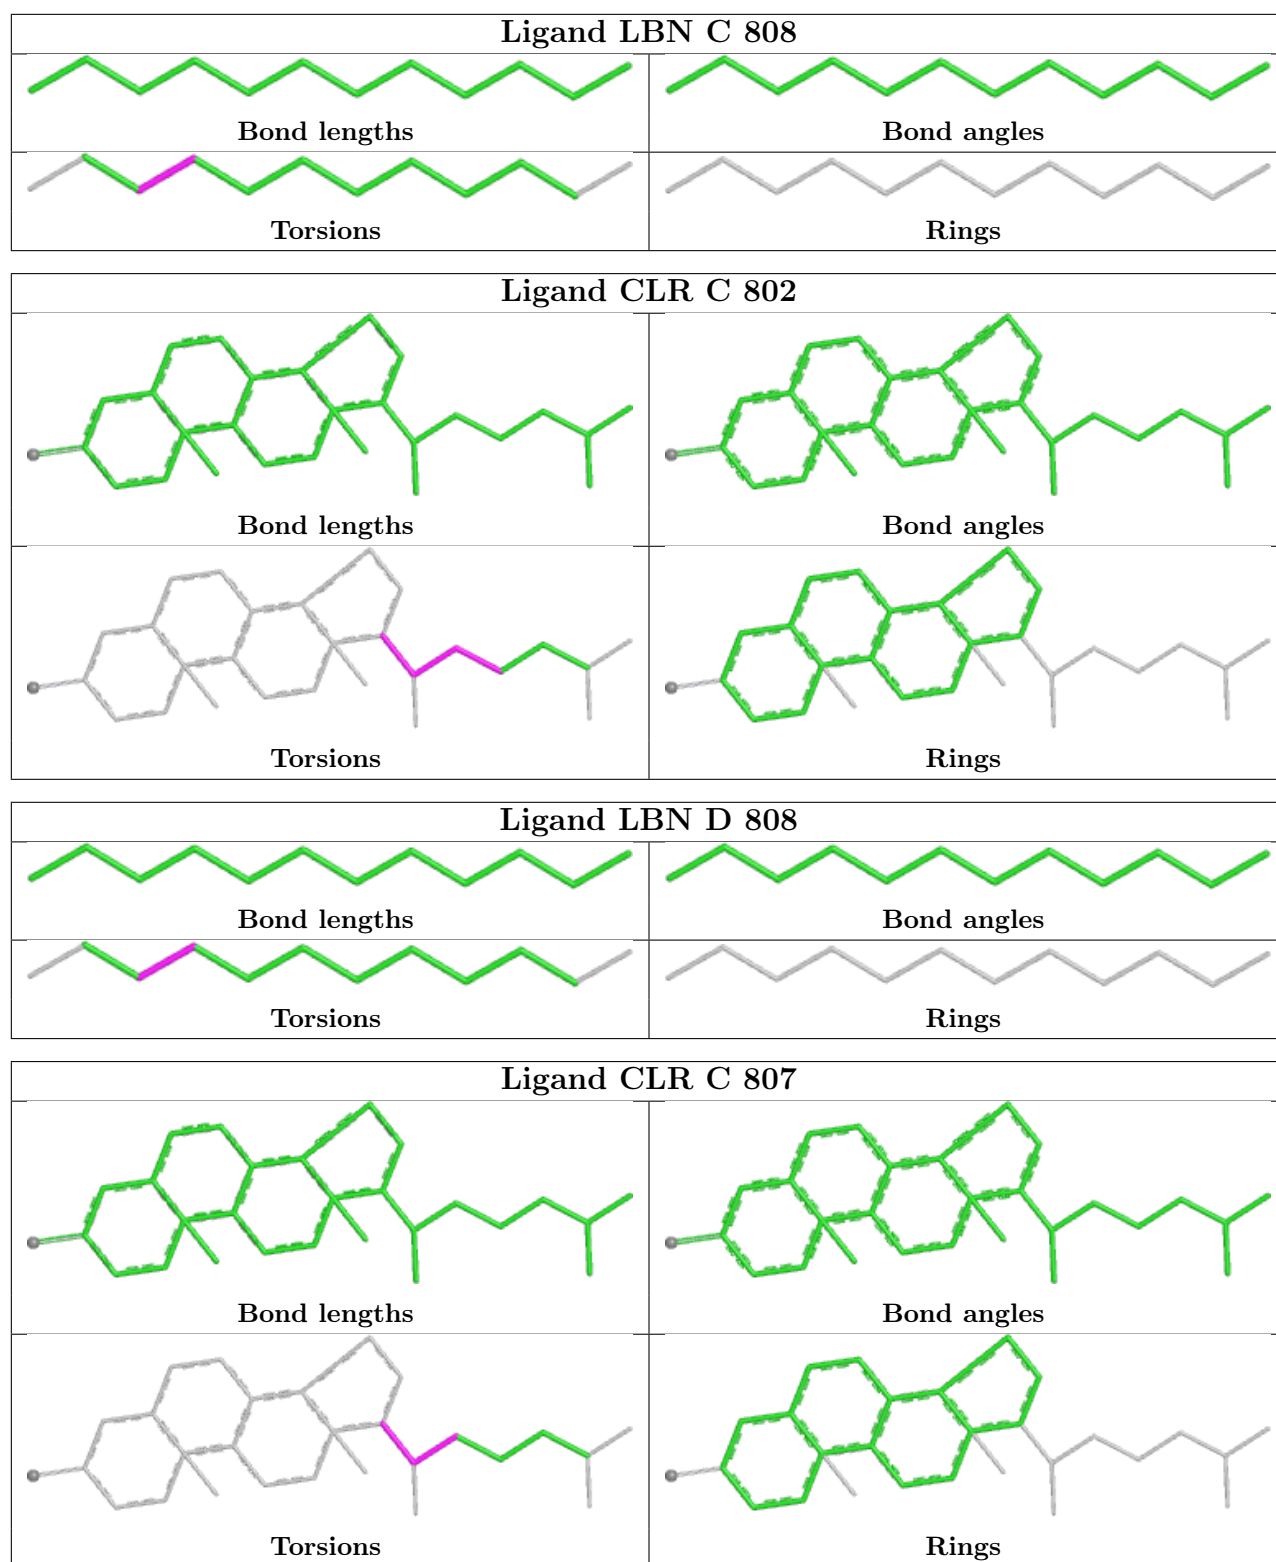 Ligand LBN C 808
Bond lengths Bond angles
Torsions Rings
Ligand CLR C 802
Bond lengths Bond angles
Torsions Rings
Ligand LBN D 808
Bond lengths Bond angles
Torsions Rings
Ligand CLR C 807
Bond lengths Bond angles
Torsions Rings